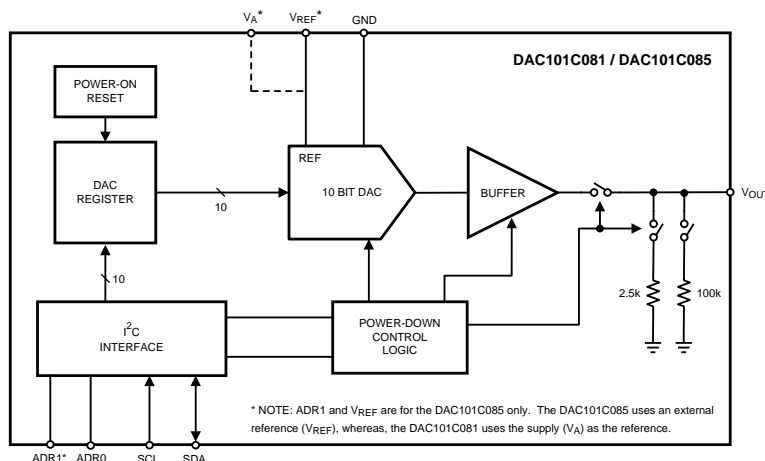 VA* VREF* GND
DAC101C081 / DAC101C085
POWER-ON
RESET
REF
DAC
REGISTER
10
10 BIT DAC
BUFFER
VOUT
10
2.5k
100k
I2C
INTERFACE
POWER-DOWN
CONTROL
LOGIC
* NOTE: ADR1 and VREF are for the DAC101C085 only. The DAC101C085 uses an external
reference (VREF), whereas, the DAC101C081 uses the supply (VA) as the reference.
ADR1* ADR0 SCL SDA